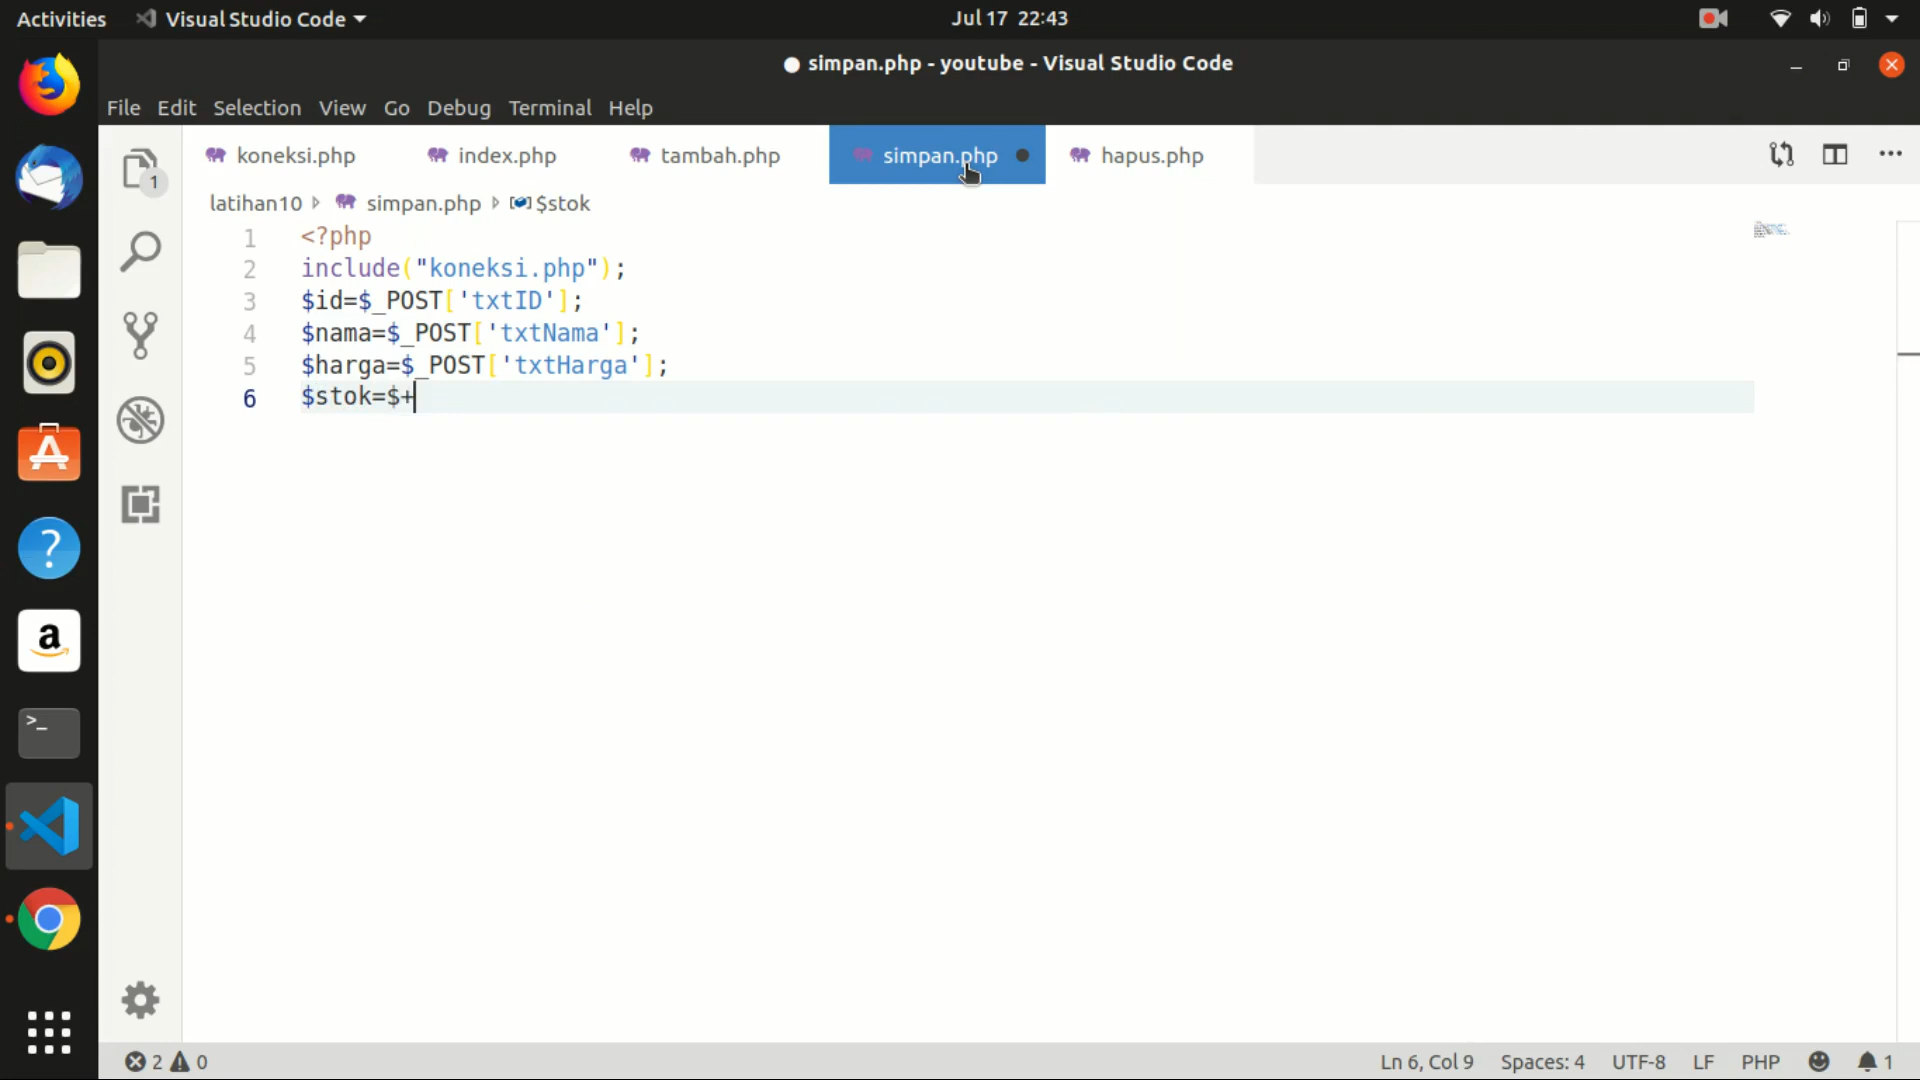 Activities Visual Studio Code Jul 17 22:43
simpan.php - youtube - Visual Studio Code
File Edit Selection View Go Debug Terminal Help
koneksi.php index.php tambah.php simpan.php hapus.php
1
latihan10 simpan.php $stok
1 <?php
2 include("koneksi.php");
3 $id=$_POST['txtID'];
4 $nama=$_POST['txtNama'];
5 $harga=$_POST['txtHarga'];
6 $stok=$+
?
a
>_
2 0 Ln 6, Col 9 Spaces: 4 UTF-8 LF PHP 1